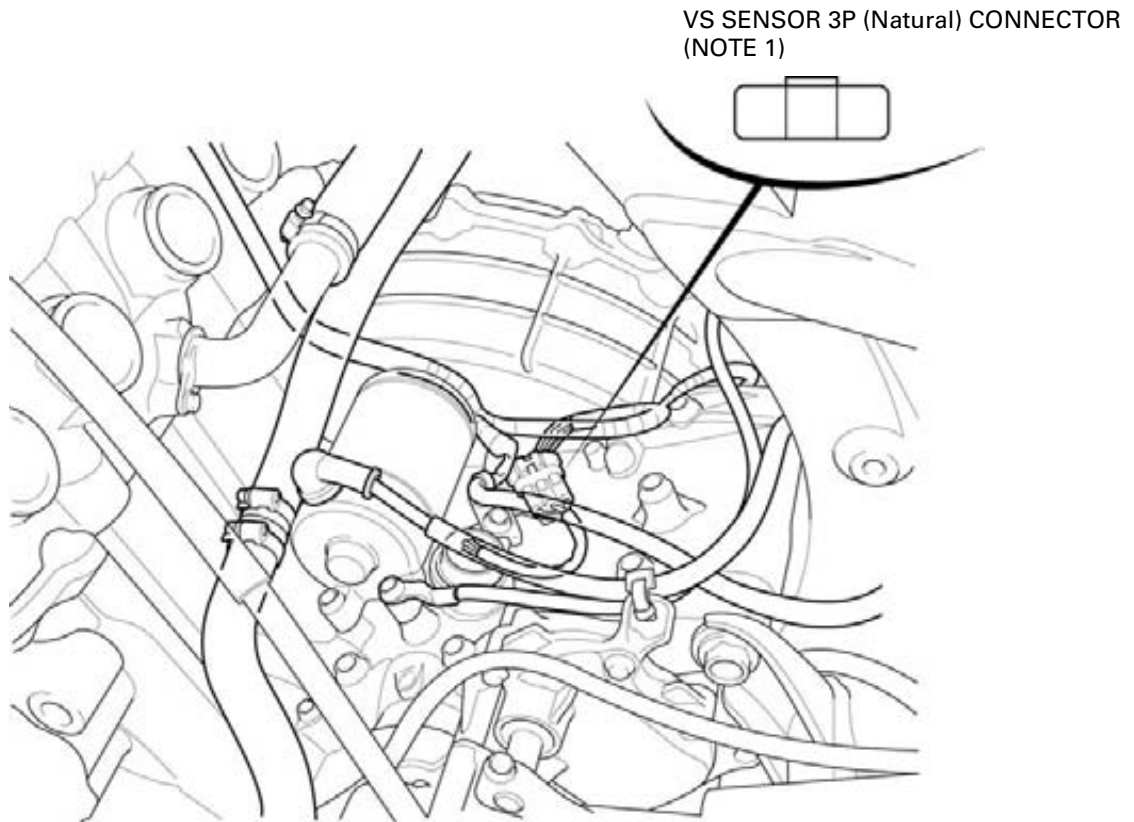 VS SENSOR 3P (Natural) CONNECTOR
(NOTE 1)